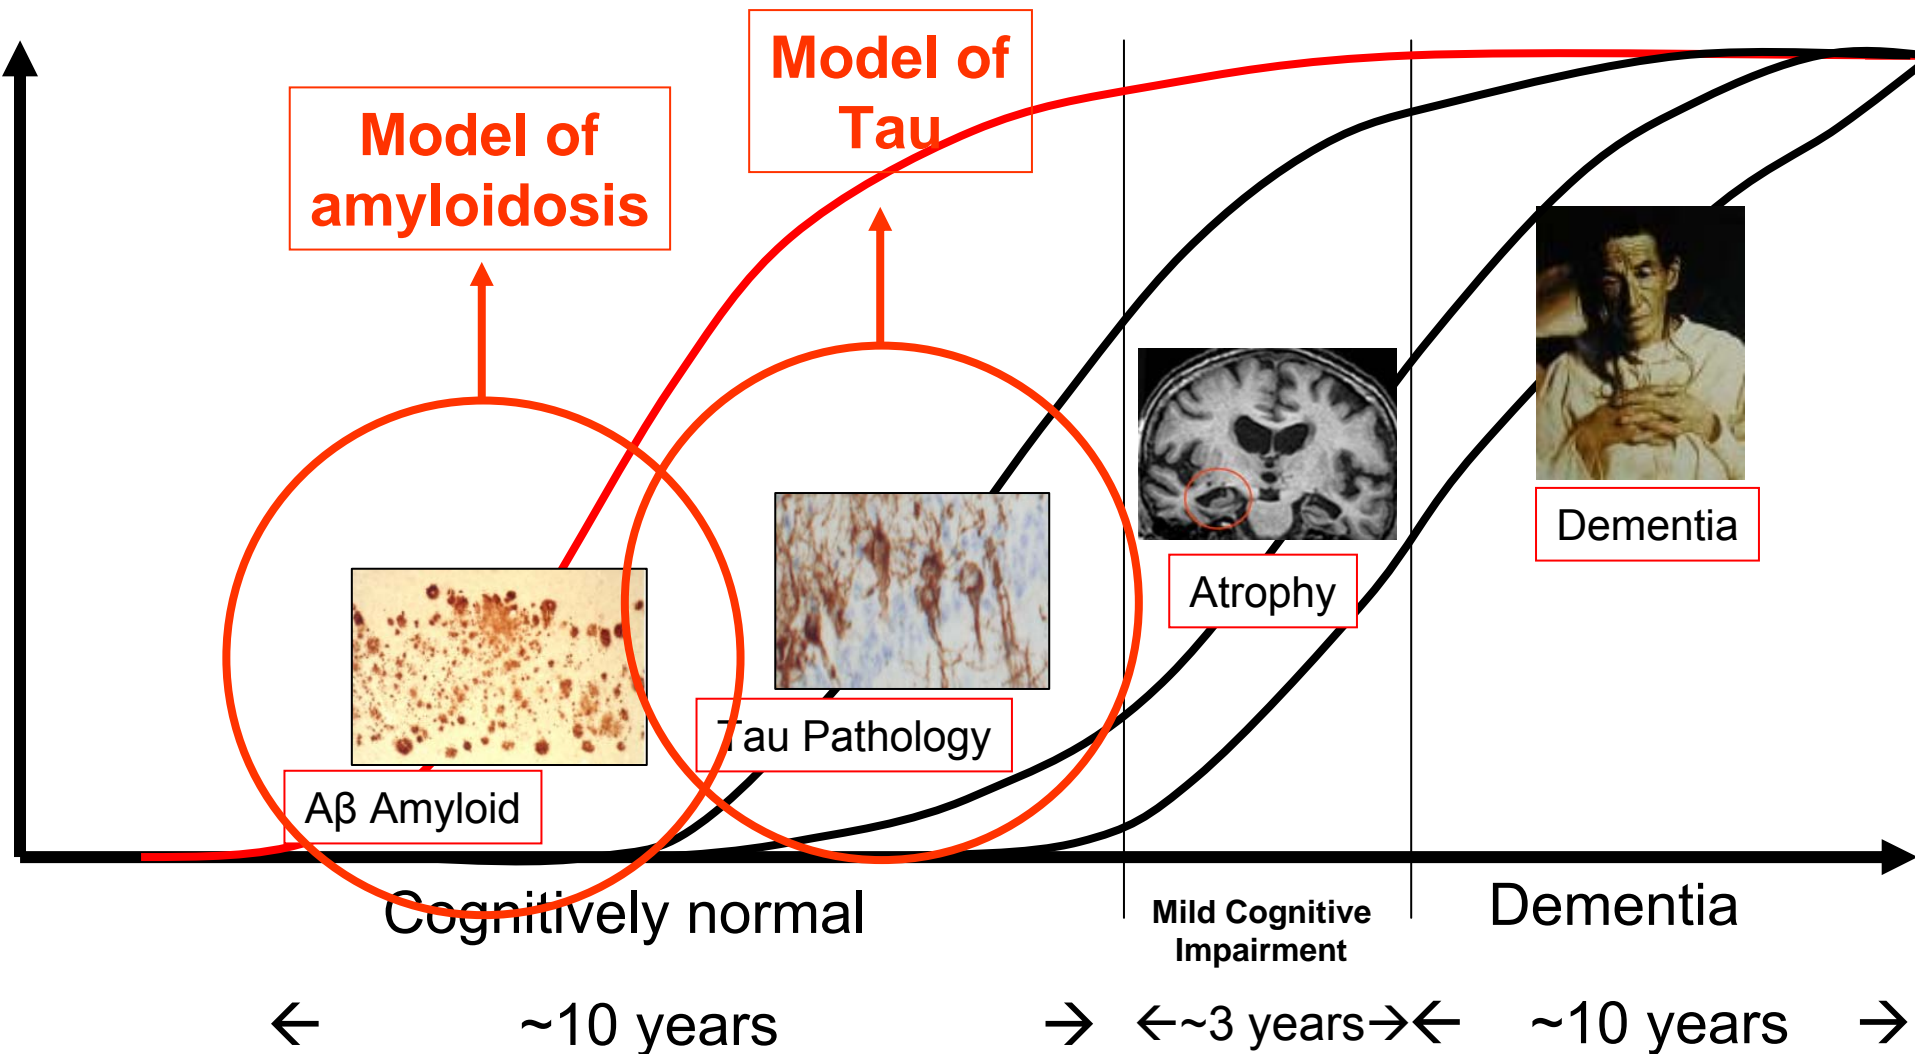 Model of
Tau
Model of
amyloidosis
Dementia
Atrophy
Tau Pathology
Aβ Amyloid
Cognitively normal
Mild Cognitive
Impairment
Dementia
← ~10 years →
←~3 years→
← ~10 years →